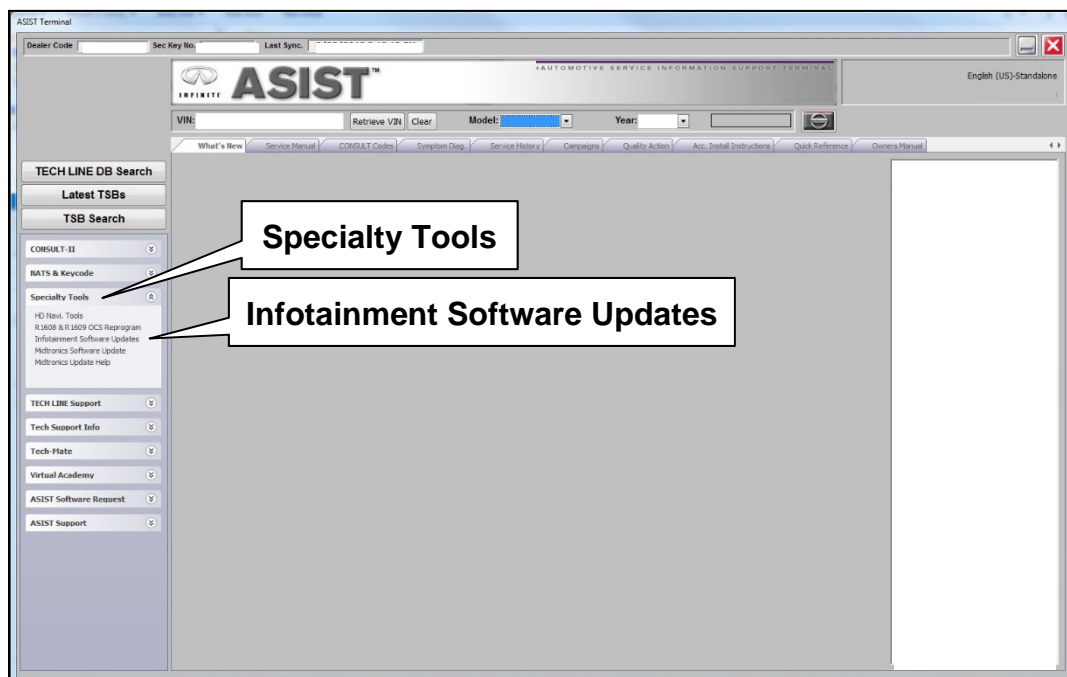 ASIST Terminal
Dealer Code Sec Key No. Last Sync.
INFINITI ASIST™
AUTOMOTIVE SERVICE INFORMATION SUPPORT TERMINAL
English (US)-Standalone
VIN: Retrieve VIN Clear Model: Year:
What's New Service Manual CONSULT Codes Symptom Diag. Service History Campaigns Quality Action Acc. Install Instructions Quick Reference Owners Manual
TECH LINE DB Search
Latest TSBs
TSB Search
CONSULT-II
NATS & Keycode
Specialty Tools
HD Navi. Tools
R1608 & R1609 OCS Reprogram
Infotainment Software Updates
Midtronics Software Update
Midtronics Update Help
TECH LINE Support
Tech Support Info
Tech-Mate
Virtual Academy
ASIST Software Request
ASIST Support
Specialty Tools
Infotainment Software Updates